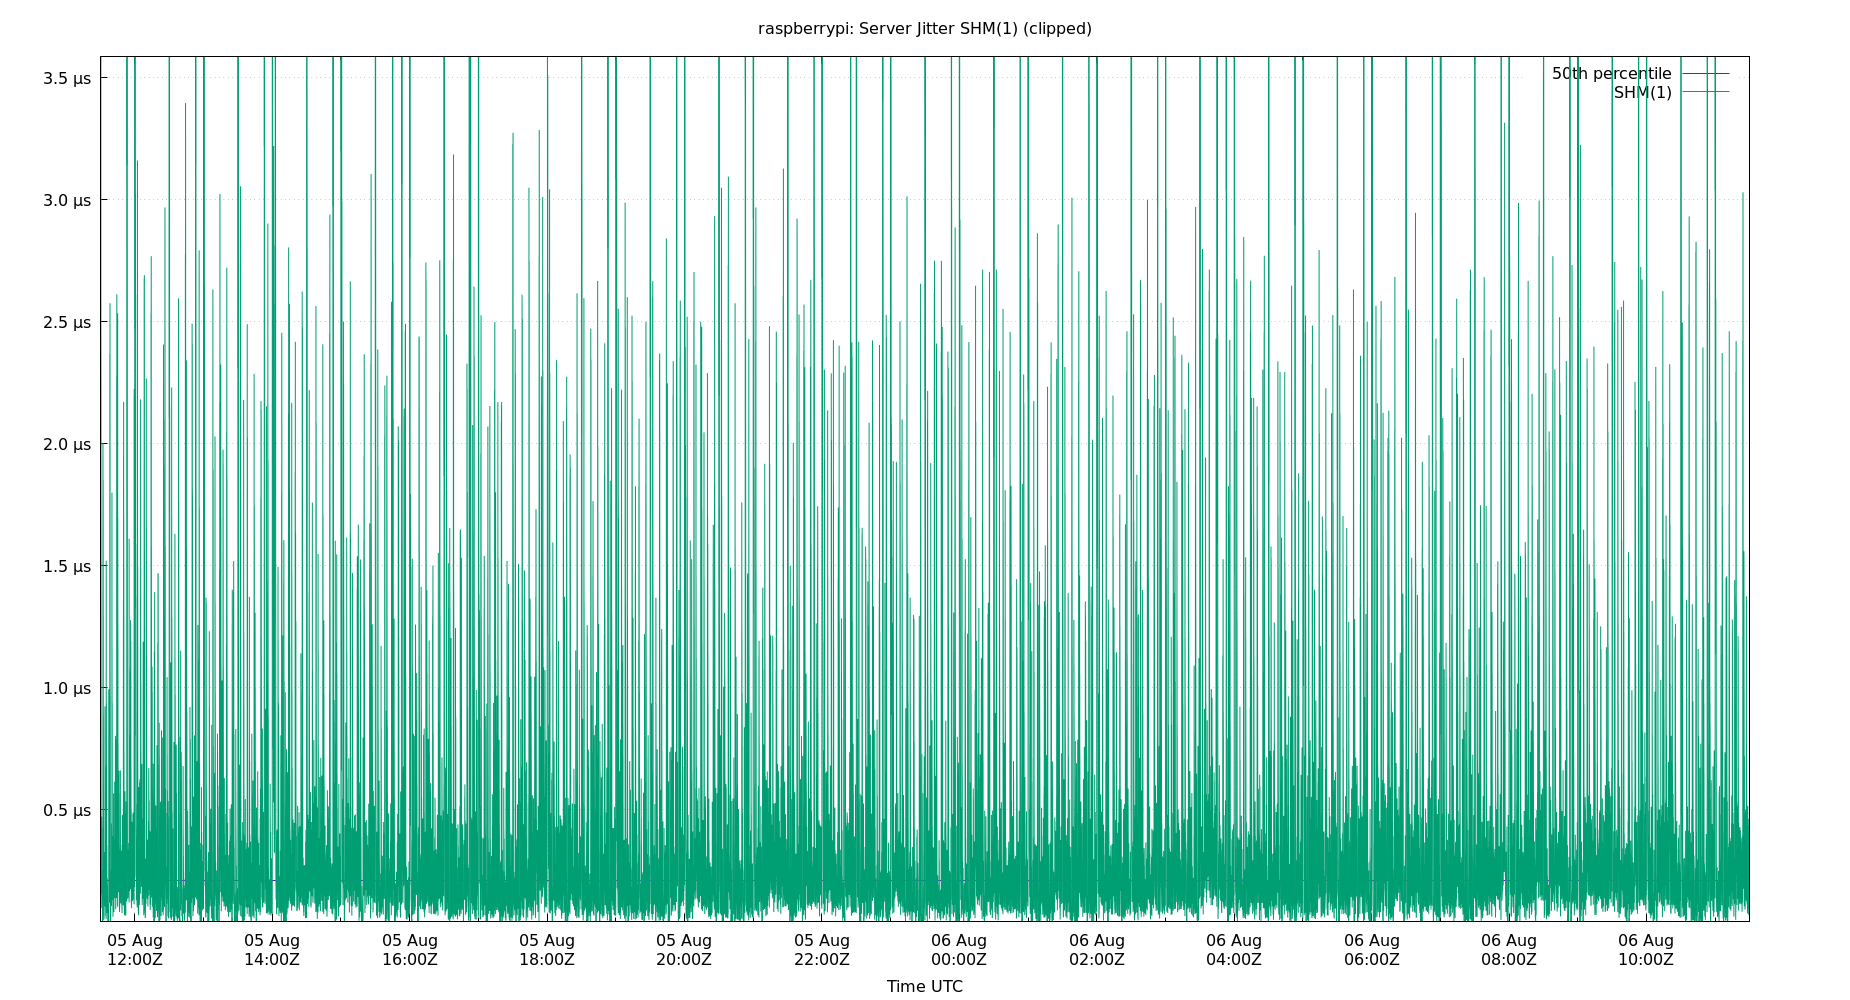 raspberrypi: Server Jitter SHM(1) (clipped)
50th percentile
SHM(1)
3.5 µs
3.0 µs
2.5 µs
2.0 µs
1.5 µs
1.0 µs
0.5 µs
05 Aug 05 Aug 05 Aug 05 Aug 05 Aug 05 Aug 06 Aug 06 Aug 06 Aug 06 Aug 06 Aug 06 Aug
12:00Z 14:00Z 16:00Z 18:00Z 20:00Z 22:00Z 00:00Z 02:00Z 04:00Z 06:00Z 08:00Z 10:00Z
Time UTC